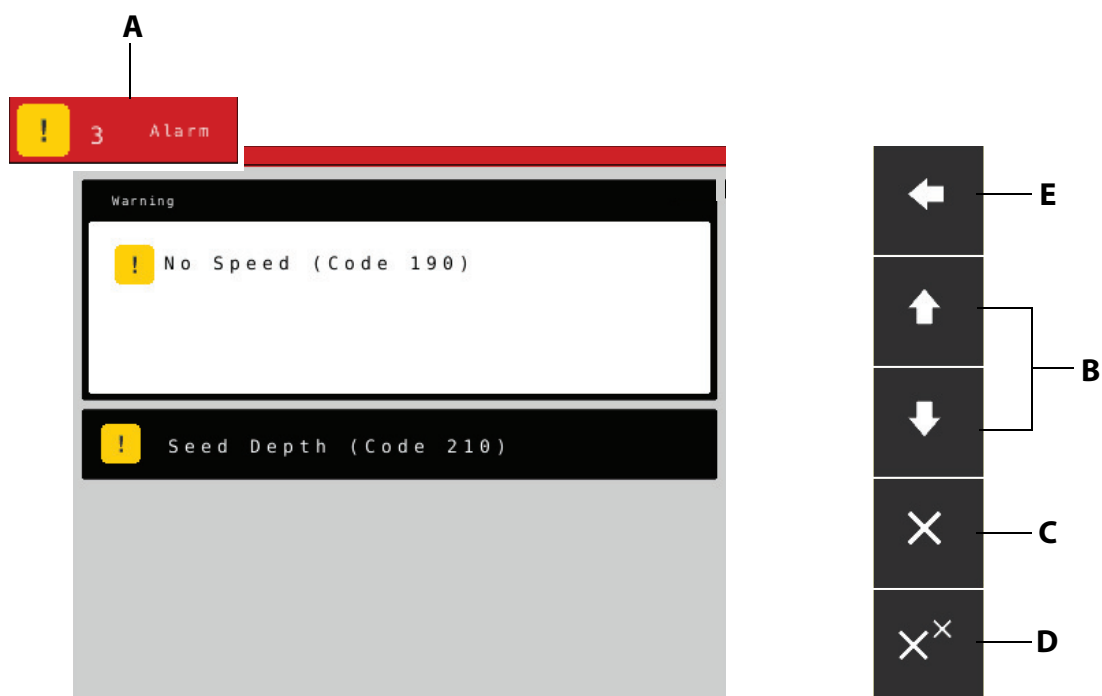 A
! 3 Alarm
Warning
! No Speed (Code 190)
! Seed Depth (Code 210)
E
B
C
D